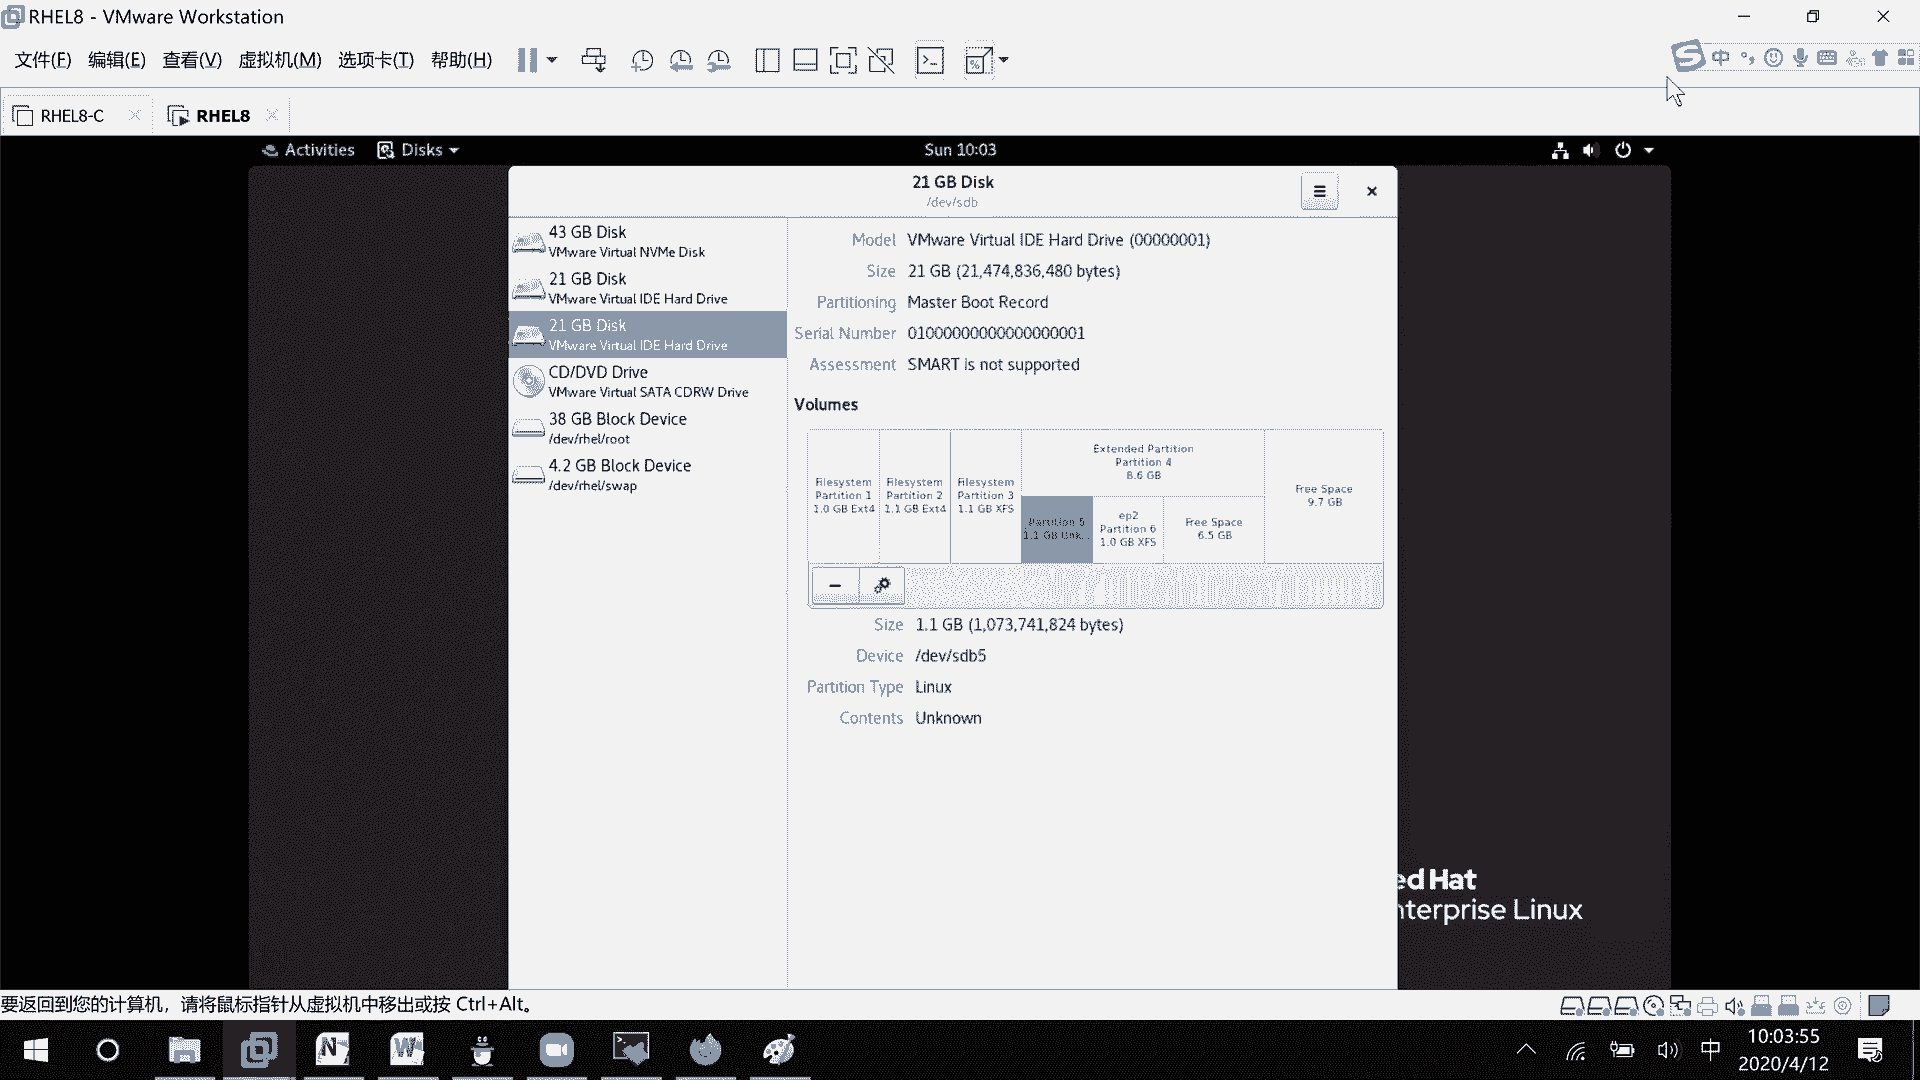 RHEL8 - VMware Workstation
文件(F) 编辑(E) 查看(V) 虚拟机(M) 选项卡(T) 帮助(H)
中
RHEL8-C
RHEL8
Activities
Disks
Sun 10:03
21 GB Disk
/dev/sdb
43 GB Disk
VMware Virtual NVMe Disk
21 GB Disk
VMware Virtual IDE Hard Drive
21 GB Disk
VMware Virtual IDE Hard Drive
CD/DVD Drive
VMware Virtual SATA CDRW Drive
38 GB Block Device
/dev/rhel/root
4.2 GB Block Device
/dev/rhel/swap
Model VMware Virtual IDE Hard Drive (00000001)
Size 21 GB (21,474,836,480 bytes)
Partitioning Master Boot Record
Serial Number 01000000000000000001
Assessment SMART is not supported
Volumes
Filesystem
Partition 1
1.0 GB Ext4
Filesystem
Partition 2
1.1 GB Ext4
Filesystem
Partition 3
1.1 GB XFS
Extended Partition
Partition 4
8.6 GB
Partition 5
1.1 GB Unk...
ep2
Partition 6
1.0 GB XFS
Free Space
6.5 GB
Free Space
9.7 GB
Size 1.1 GB (1,073,741,824 bytes)
Device /dev/sdb5
Partition Type Linux
Contents Unknown
ed Hat
nterprise Linux
要返回到您的计算机，请将鼠标指针从虚拟机中移出或按 Ctrl+Alt。
中
10:03:55
2020/4/12